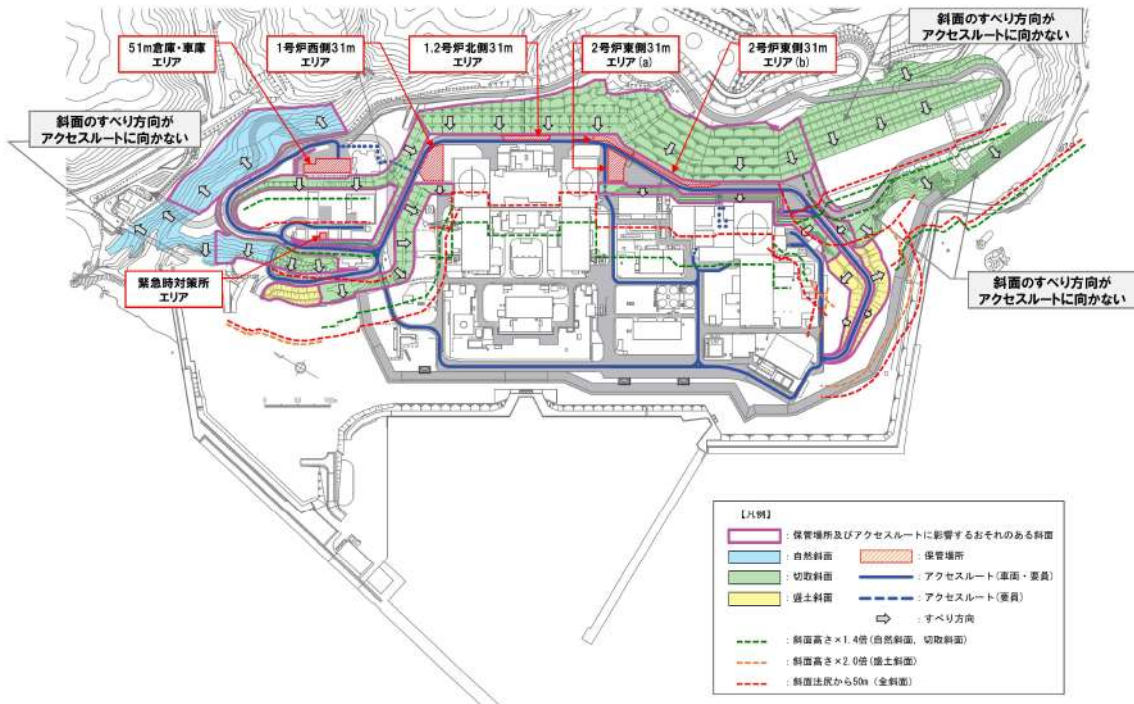 斜面のすべり方向が
アクセスルートに向かない
51m倉庫・車庫
エリア
1号炉西側31m
エリア
1,2号炉北側31m
エリア
2号炉東側31m
エリア(a)
2号炉東側31m
エリア(b)
斜面のすべり方向が
アクセスルートに向かない
緊急時対策所
エリア
斜面のすべり方向が
アクセスルートに向かない
【凡例】
：保管場所及びアクセスルートに影響するおそれのある斜面
：自然斜面
：保管場所
：切取斜面
：アクセスルート(車両・要員)
：盛土斜面
：アクセスルート(要員)
：すべり方向
：斜面高さ×1.4倍(自然斜面，切取斜面)
：斜面高さ×2.0倍(盛土斜面)
：斜面法尻から50m（全斜面）